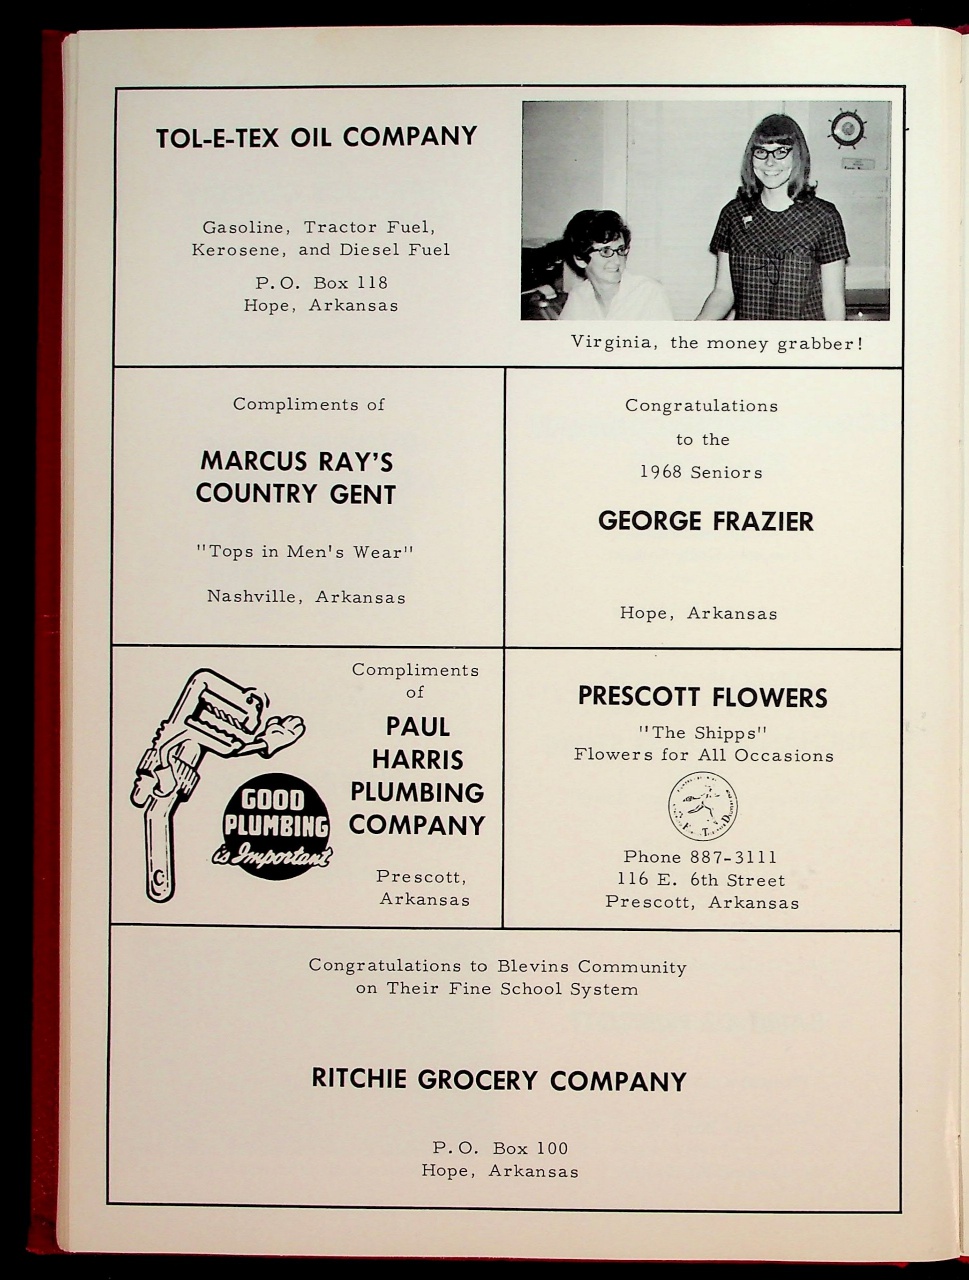 TOL-E-TEX OIL COMPANY
Gasoline, Tractor Fuel,
Kerosene, and Diesel Fuel
P.O. Box 118
Hope, Arkansas
Virginia, the money grabber!
Compliments of
MARCUS RAY'S
COUNTRY GENT
"Tops in Men's Wear"
Nashville, Arkansas
Congratulations
to the
1968 Seniors
GEORGE FRAZIER
Hope, Arkansas
GOOD
PLUMBING
is Important
Compliments
of
PAUL
HARRIS
PLUMBING
COMPANY
Prescott,
Arkansas
PRESCOTT FLOWERS
"The Shipps"
Flowers for All Occasions
Phone 887-3111
116 E. 6th Street
Prescott, Arkansas
Congratulations to Blevins Community
on Their Fine School System
RITCHIE GROCERY COMPANY
P.O. Box 100
Hope, Arkansas